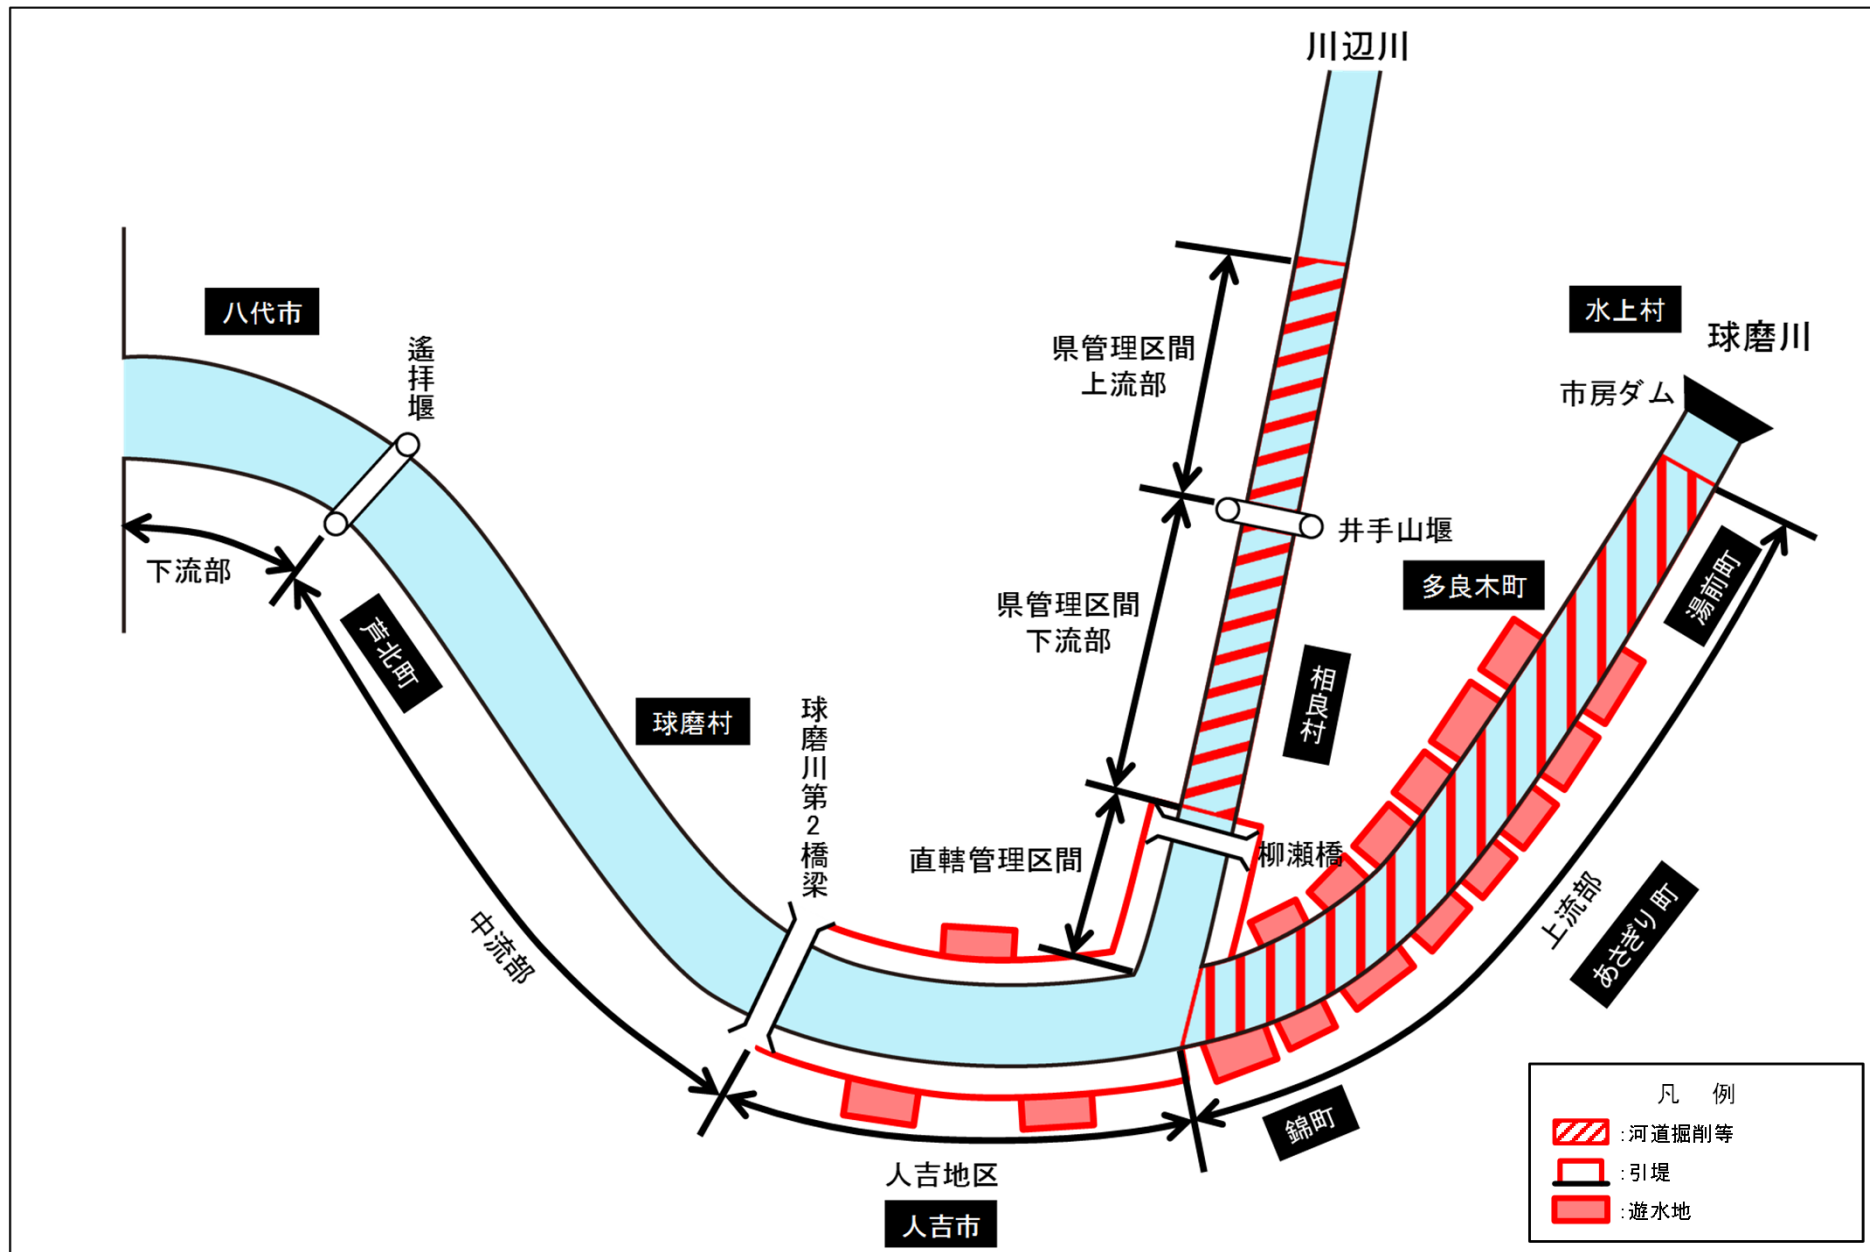 川辺川
水上村
球磨川
市房ダム
八代市
遙拝堰
県管理区間
上流部
井手山堰
下流部
芦北町
県管理区間
下流部
多良木町
湯前町
相良村
球磨村
球磨川第2橋梁
直轄管理区間
柳瀬橋
中流部
上流部
あさぎり町
錦町
人吉地区
人吉市
凡 例
:河道掘削等
:引堤
:遊水地